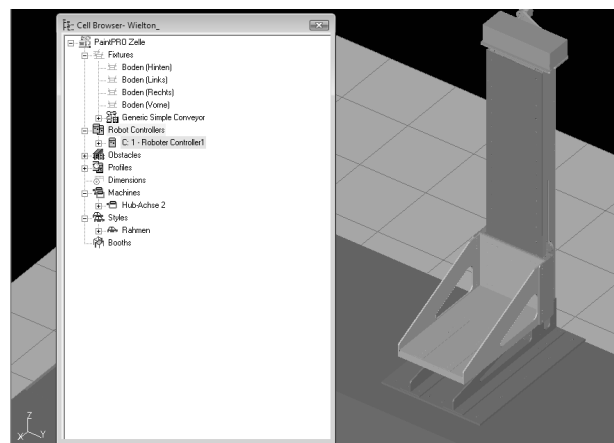 Cell Browser- Wielton_
PaintPRO Zelle
Fixtures
Boden (Hinten)
Boden (Links)
Boden (Rechts)
Boden (Vorne)
Generic Simple Conveyor
Robot Controllers
C: 1 - Roboter Controller1
Obstacles
Profiles
Dimensions
Machines
Hub-Achse 2
Styles
Rahmen
Booths
Z
X Y